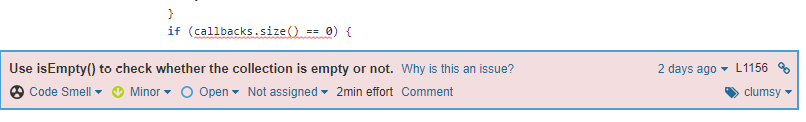 }
if (callbacks.size() == 0) {
Use isEmpty() to check whether the collection is empty or not. Why is this an issue? 2 days ago L1156
Code Smell Minor Open Not assigned 2min effort Comment clumsy